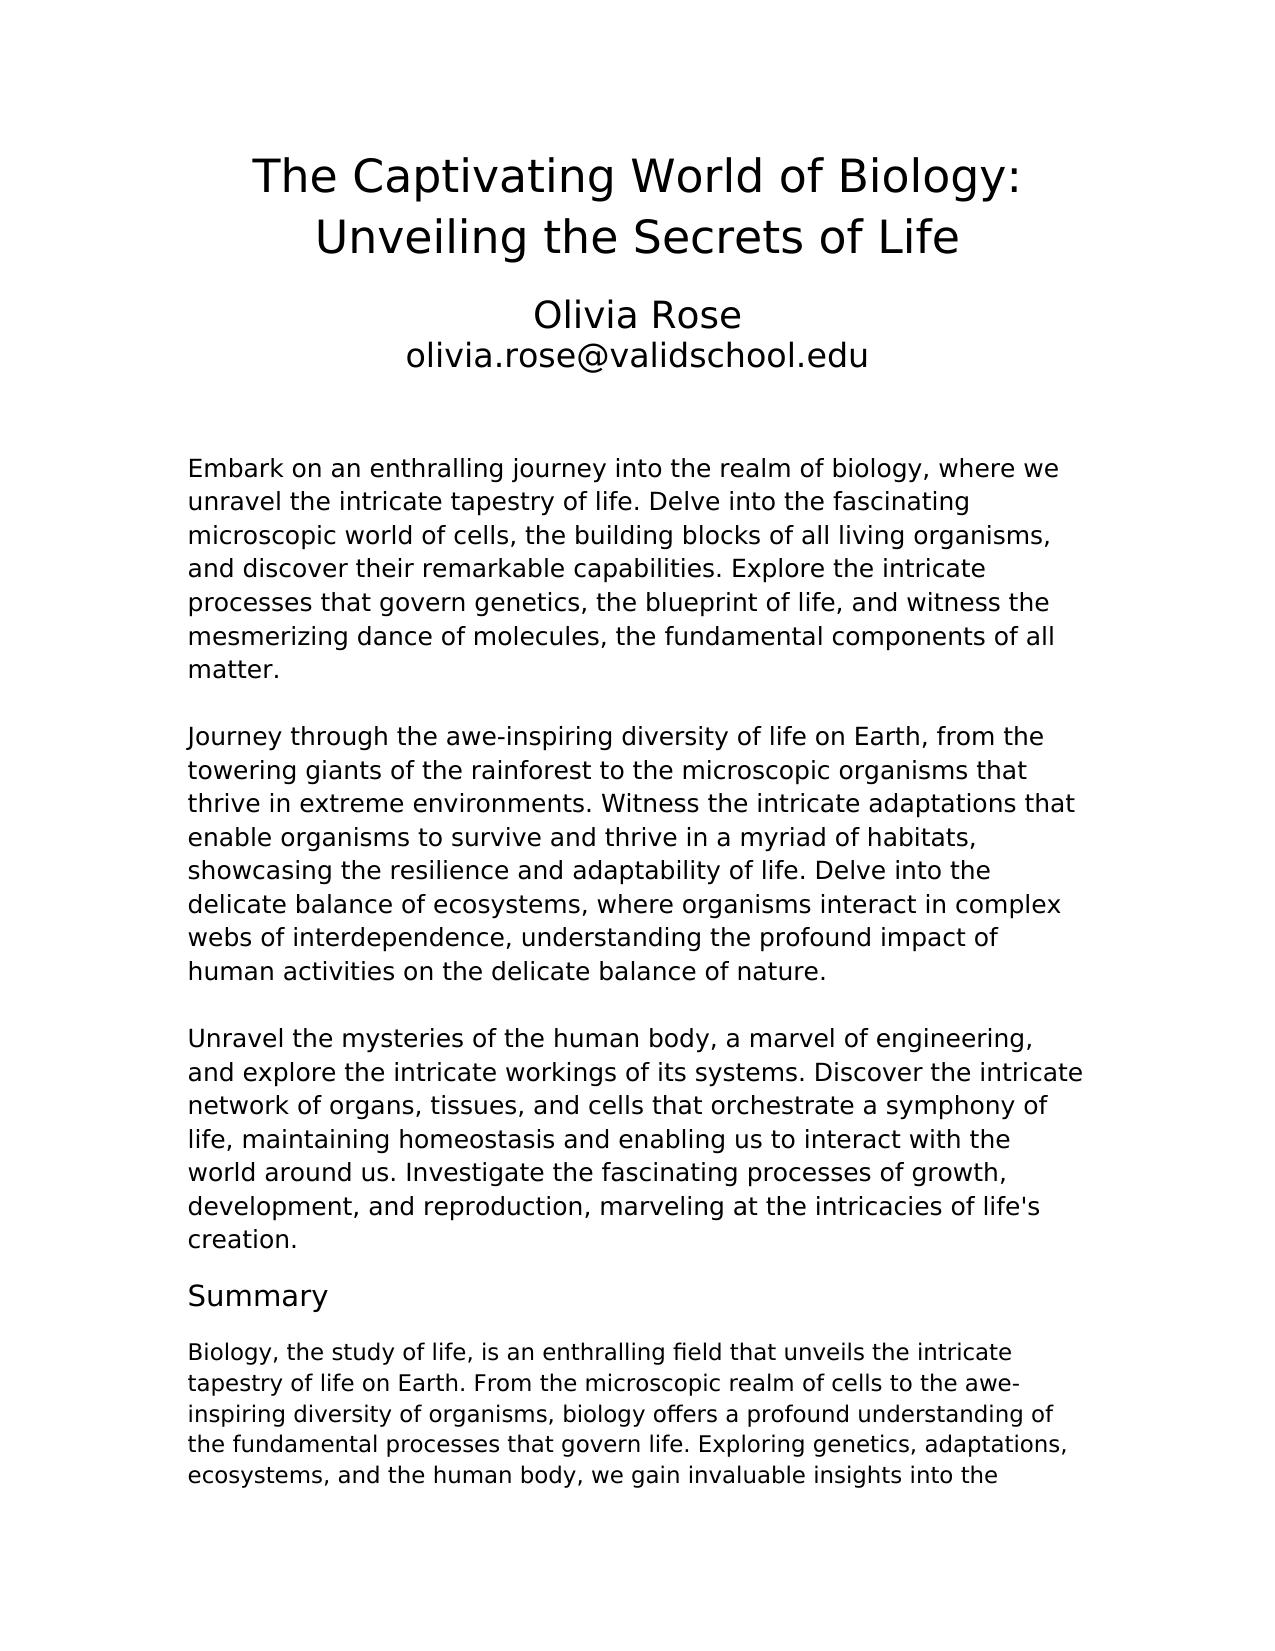 The Captivating World of Biology:
Unveiling the Secrets of Life
Olivia Rose
olivia.rose@validschool.edu
Embark on an enthralling journey into the realm of biology, where we
unravel the intricate tapestry of life. Delve into the fascinating
microscopic world of cells, the building blocks of all living organisms,
and discover their remarkable capabilities. Explore the intricate
processes that govern genetics, the blueprint of life, and witness the
mesmerizing dance of molecules, the fundamental components of all
matter.
Journey through the awe-inspiring diversity of life on Earth, from the
towering giants of the rainforest to the microscopic organisms that
thrive in extreme environments. Witness the intricate adaptations that
enable organisms to survive and thrive in a myriad of habitats,
showcasing the resilience and adaptability of life. Delve into the
delicate balance of ecosystems, where organisms interact in complex
webs of interdependence, understanding the profound impact of
human activities on the delicate balance of nature.
Unravel the mysteries of the human body, a marvel of engineering,
and explore the intricate workings of its systems. Discover the intricate
network of organs, tissues, and cells that orchestrate a symphony of
life, maintaining homeostasis and enabling us to interact with the
world around us. Investigate the fascinating processes of growth,
development, and reproduction, marveling at the intricacies of life's
creation.
Summary
Biology, the study of life, is an enthralling field that unveils the intricate
tapestry of life on Earth. From the microscopic realm of cells to the awe-
inspiring diversity of organisms, biology offers a profound understanding of
the fundamental processes that govern life. Exploring genetics, adaptations,
ecosystems, and the human body, we gain invaluable insights into the